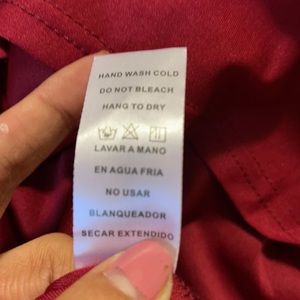 HAND WASH COLD
DO NOT BLEACH
HANG TO DRY
LAVAR A MANO
EN AGUA FRIA
NO USAR
BLANQUEADOR
SECAR EXTENDIDO